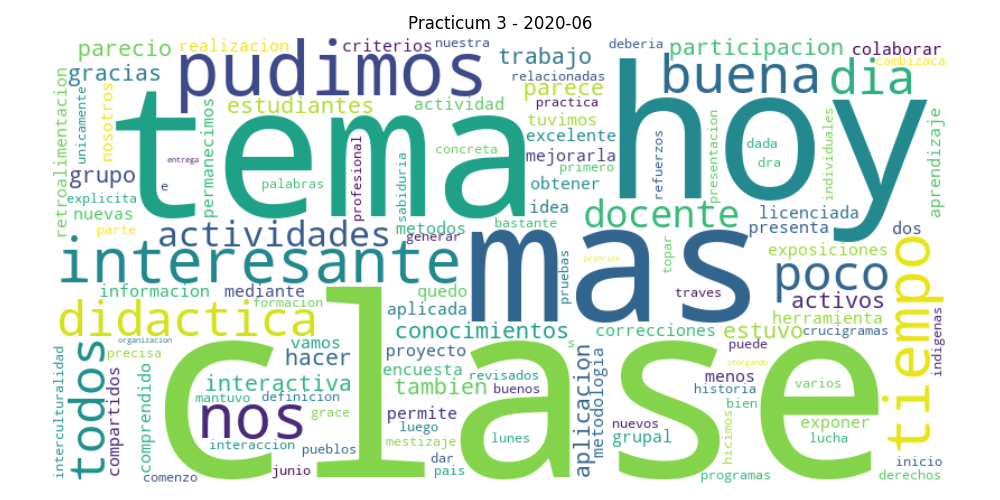 Practicum 3 - 2020-06
parecio realizacion criterios nuestra trabajo deberia participacion colaborar
gracias pudimos relacionadas buena dia cambizaca
retroalimentacion unicamente nosotros estudiantes actividad parece practica
tema hoy
tuvimos excelente mejorarla primero obtener idea
permanecimos profesional sabiduria concreta palabras entrega
refuerzos presentacion dada dra individuales aprendizaje
grupo explicita nuevas parte e
actividades metodos generar bastante docente licenciada presenta dos
interesante mas pruebas priorice topar traves exposiciones poco activos
informacion mediante formacion quedo aplicada herramienta
didactica organizacion vamos conocimientos correcciones estuvo crucigramas
tiempo indigenas
interculturalidad todos precisa compartidos comprendido hacer proyecto s
clase
encuesta revisados tambien buenos interactiva mantuvo definicion
aplicacion metodologia puede otorgando menos historia bien varios
nos grace permite luego mestizaje lunes nuevos grupal hicimos exponer lucha
interaccion pueblos dar pais inicio
comenzo junio programas derechos